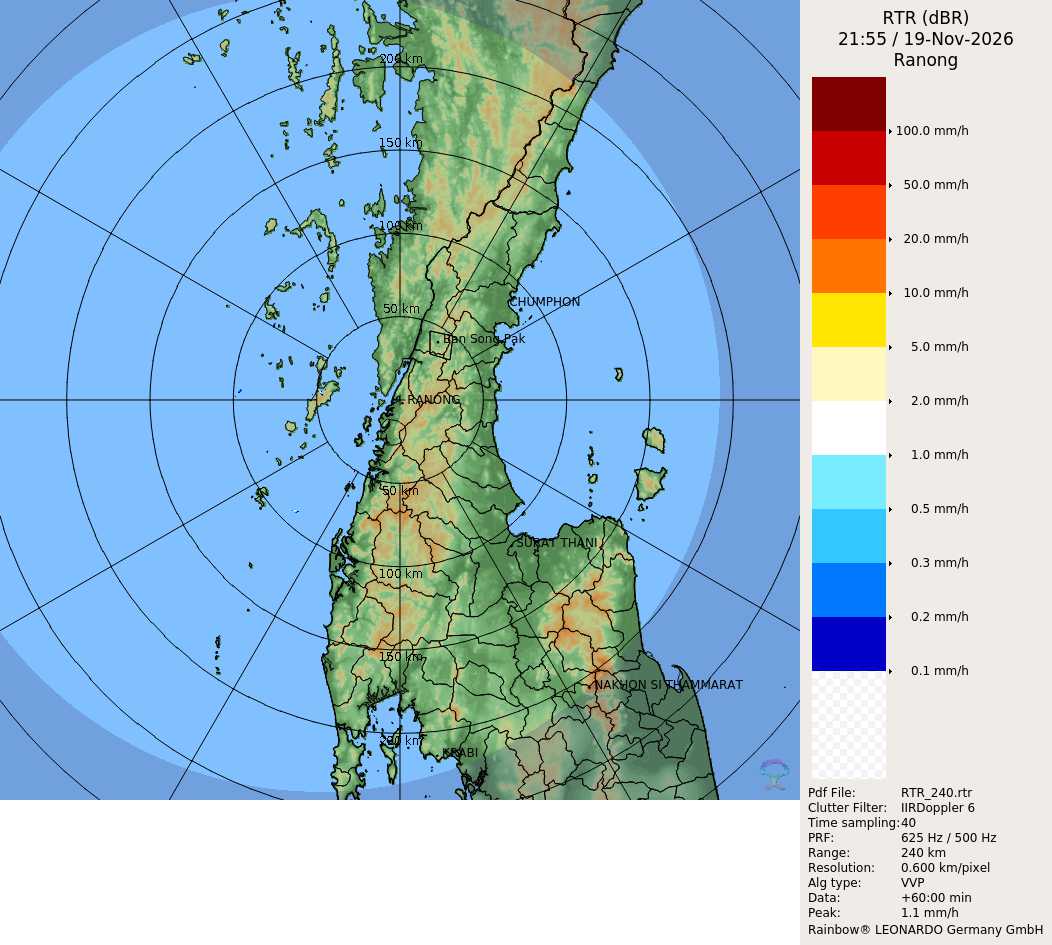 RTR (dBR)
21:55 / 19-Nov-2026
Ranong
200 km
150 km
100 km
50 km
CHUMPHON
Ban Song Pak
RANONG
50 km
SURAT THANI
100 km
150 km
NAKHON SI THAMMARAT
200 km
KRABI
100.0 mm/h
50.0 mm/h
20.0 mm/h
10.0 mm/h
5.0 mm/h
2.0 mm/h
1.0 mm/h
0.5 mm/h
0.3 mm/h
0.2 mm/h
0.1 mm/h
Pdf File: RTR_240.rtr
Clutter Filter: IIRDoppler 6
Time sampling: 40
PRF: 625 Hz / 500 Hz
Range: 240 km
Resolution: 0.600 km/pixel
Alg type: VVP
Data: +60:00 min
Peak: 1.1 mm/h
Rainbow® LEONARDO Germany GmbH